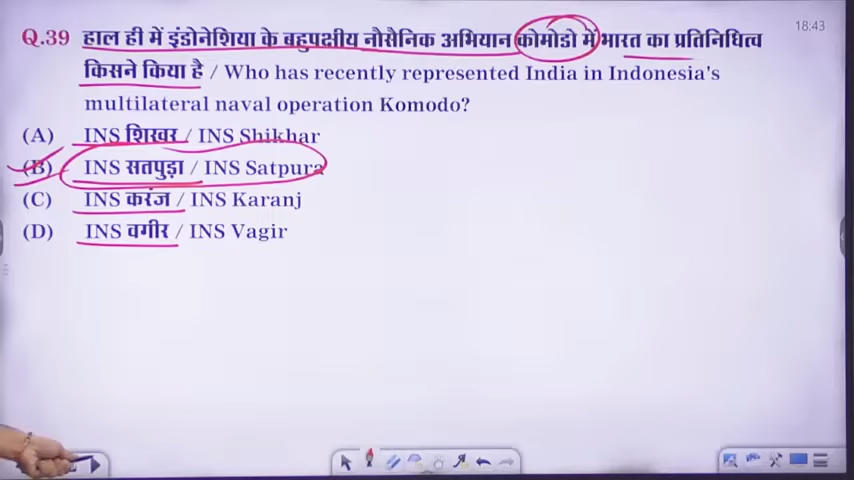 18:43
Q.39 हाल ही में इंडोनेशिया के बहुपक्षीय नौसैनिक अभियान कोमोडो में भारत का प्रतिनिधित्व
किसने किया है / Who has recently represented India in Indonesia's
multilateral naval operation Komodo?
(A) INS शिखर / INS Shikhar
(B) INS सतपुड़ा / INS Satpura
(C) INS करंज / INS Karanj
(D) INS वगीर / INS Vagir